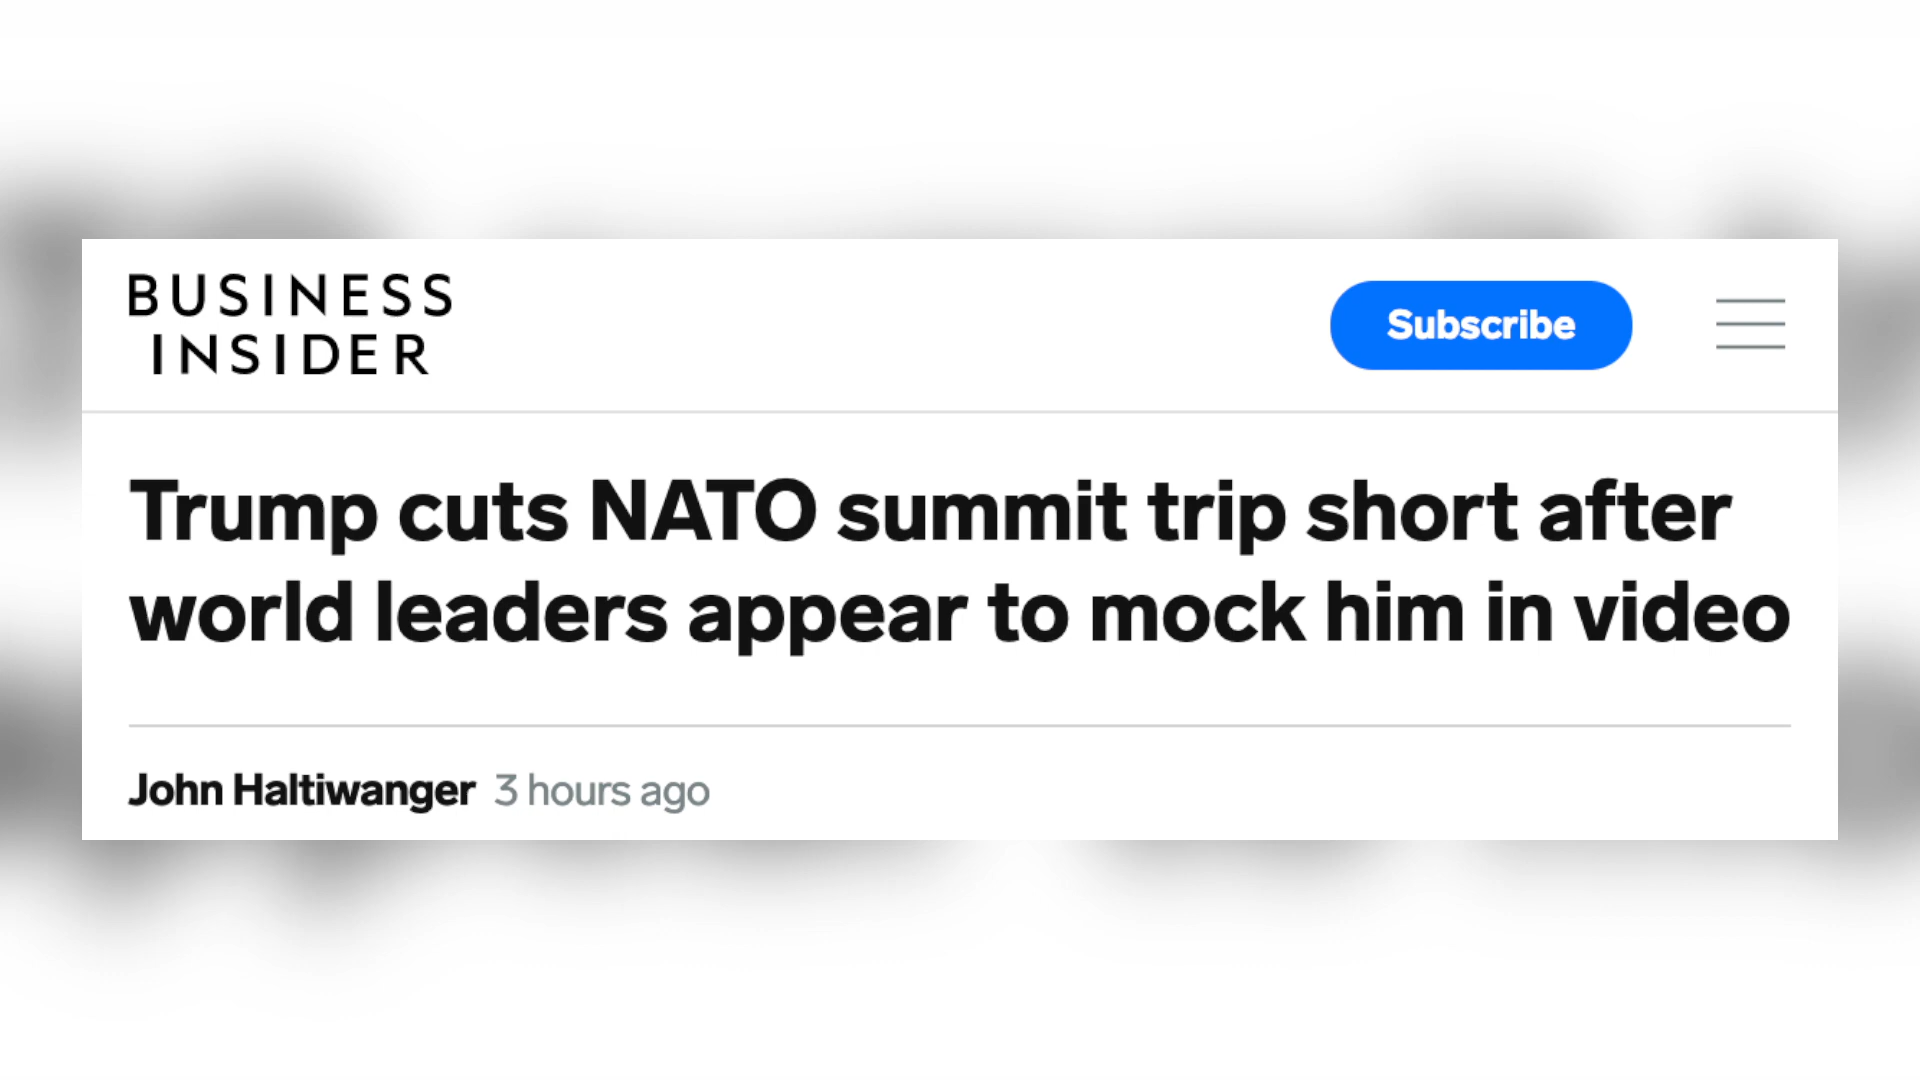 BUSINESS
INSIDER
Subscribe
Trump cuts NATO summit trip short after
world leaders appear to mock him in video
John Haltiwanger 3 hours ago